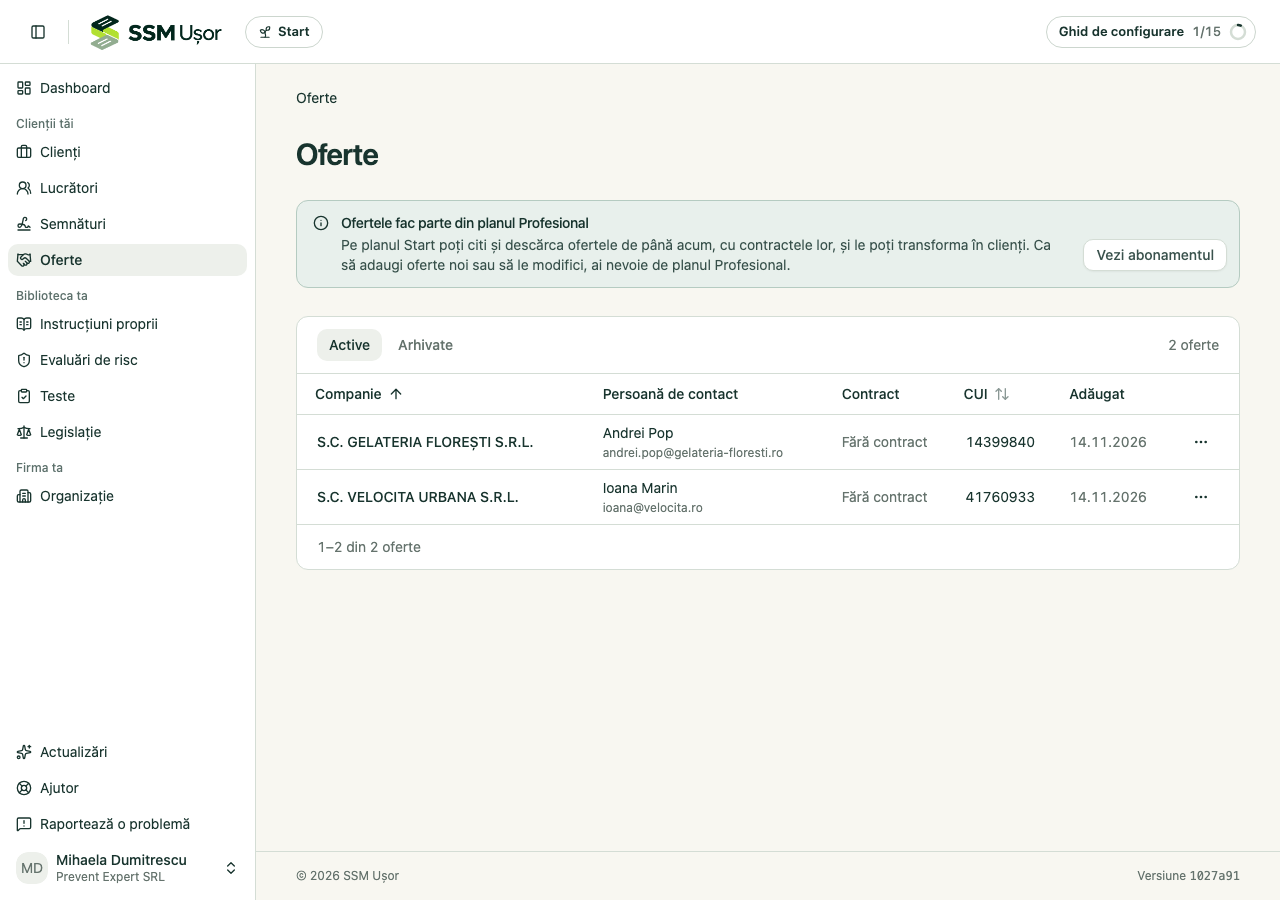 SSM Ușor
Start
Ghid de configurare 1/15
Dashboard
Clienții tăi
Clienți
Lucrători
Semnături
Oferte
Biblioteca ta
Instrucțiuni proprii
Evaluări de risc
Teste
Legislație
Firma ta
Organizație
Actualizări
Ajutor
Raportează o problemă
MD
Mihaela Dumitrescu
Prevent Expert SRL
Oferte
Oferte
Ofertele fac parte din planul Profesional
Pe planul Start poți citi și descărca ofertele de până acum, cu contractele lor, și le poți transforma în clienți. Ca
să adaugi oferte noi sau să le modifici, ai nevoie de planul Profesional.
Vezi abonamentul
Active Arhivate 2 oferte
Companie Persoană de contact Contract CUI Adăugat
S.C. GELATERIA FLOREȘTI S.R.L. Andrei Pop Fără contract 14399840 14.11.2026
andrei.pop@gelateria-floresti.ro
S.C. VELOCITA URBANA S.R.L. Ioana Marin Fără contract 41760933 14.11.2026
ioana@velocita.ro
1–2 din 2 oferte
© 2026 SSM Ușor
Versiune 1027a91